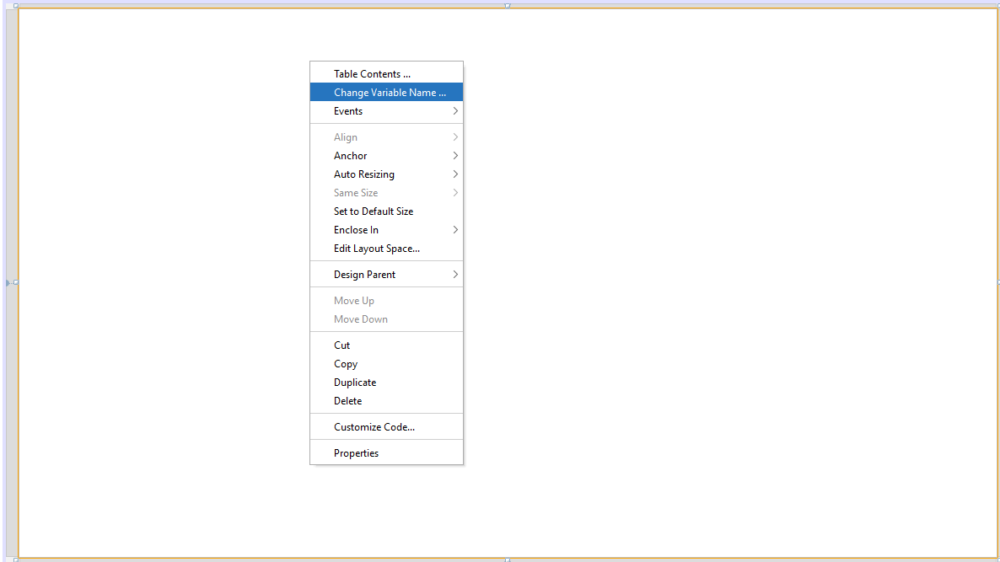 Table Contents ...
Change Variable Name ...
Events
Align
Anchor
Auto Resizing
Same Size
Set to Default Size
Enclose In
Edit Layout Space...
Design Parent
Move Up
Move Down
Cut
Copy
Duplicate
Delete
Customize Code...
Properties